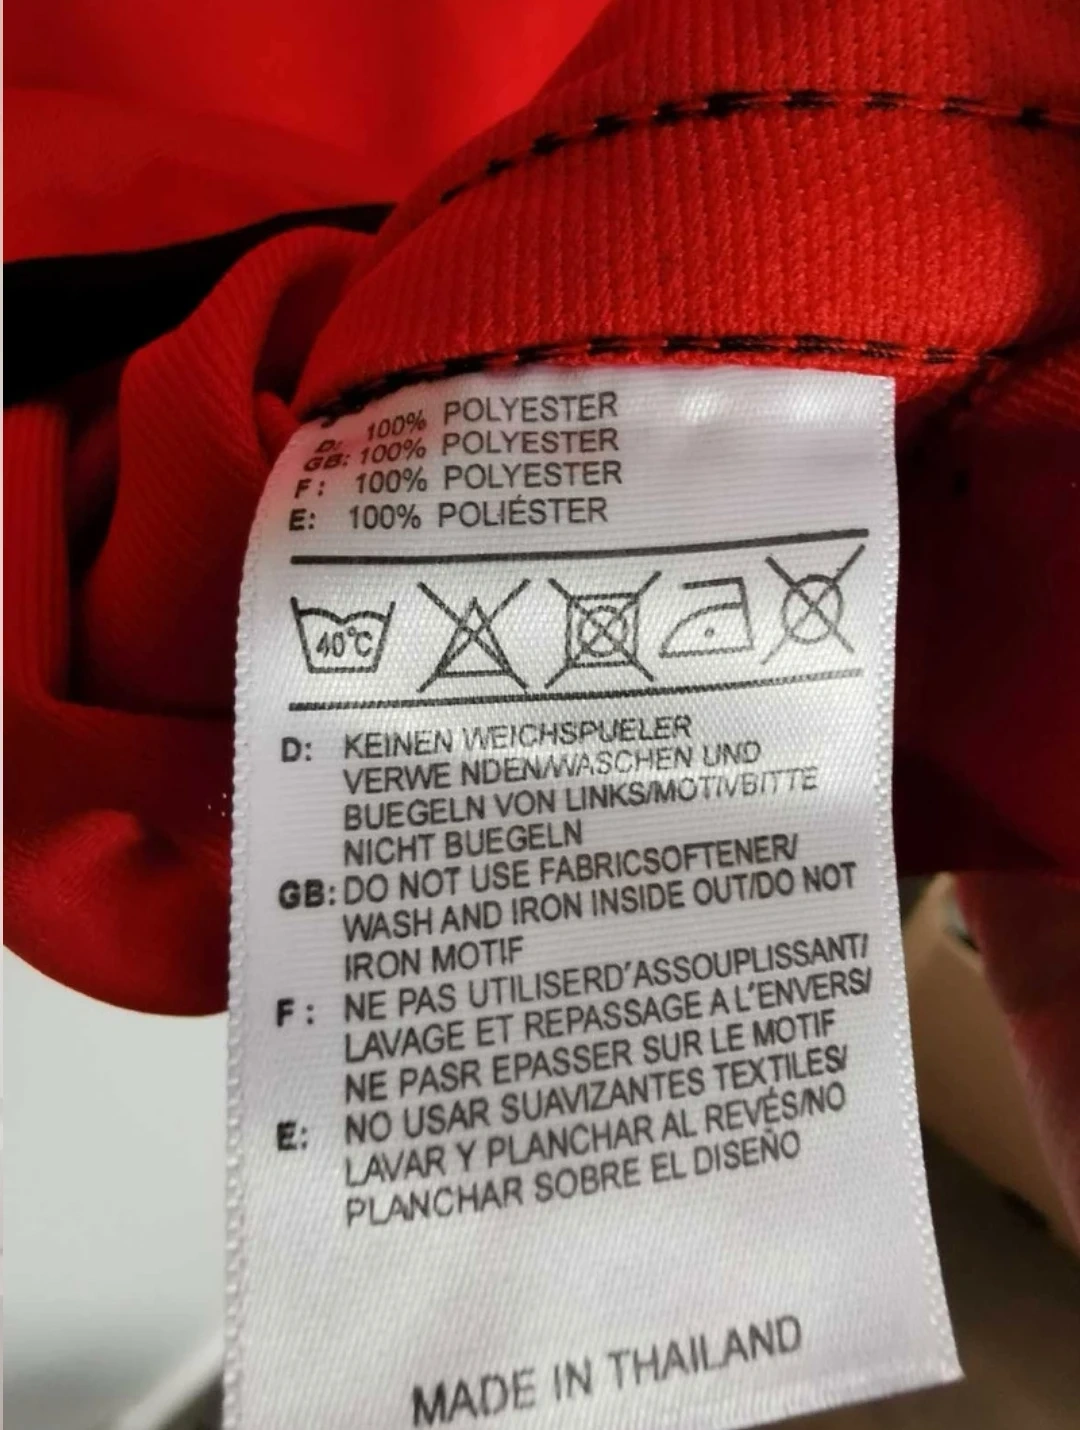 D: 100% POLYESTER
GB: 100% POLYESTER
F: 100% POLYESTER
E: 100% POLIÉSTER
40°C
D: KEINEN WEICHSPUELER
VERWE NDEN/WASCHEN UND
BUEGELN VON LINKS/MOTIVBITTE
NICHT BUEGELN
GB: DO NOT USE FABRICSOFTENER/
WASH AND IRON INSIDE OUT/DO NOT
IRON MOTIF
F: NE PAS UTILISERD'ASSOUPLISSANT/
LAVAGE ET REPASSAGE A L'ENVERS/
NE PASR EPASSER SUR LE MOTIF
E: NO USAR SUAVIZANTES TEXTILES/
LAVAR Y PLANCHAR AL REVÉS/NO
PLANCHAR SOBRE EL DISEÑO
MADE IN THAILAND